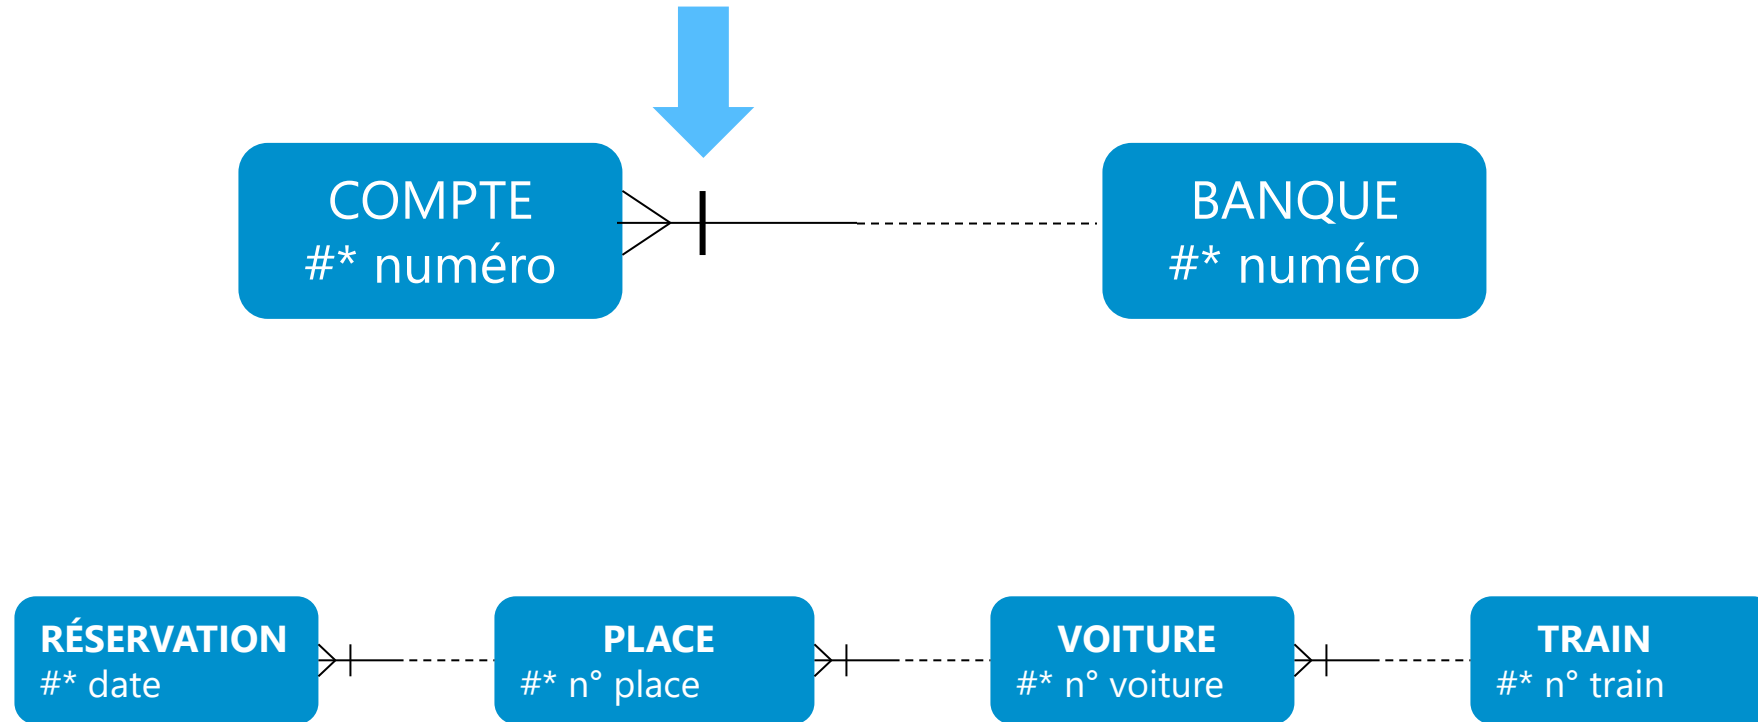 COMPTE
#* numéro
BANQUE
#* numéro
RÉSERVATION
#* date
PLACE
#* n° place
VOITURE
#* n° voiture
TRAIN
#* n° train